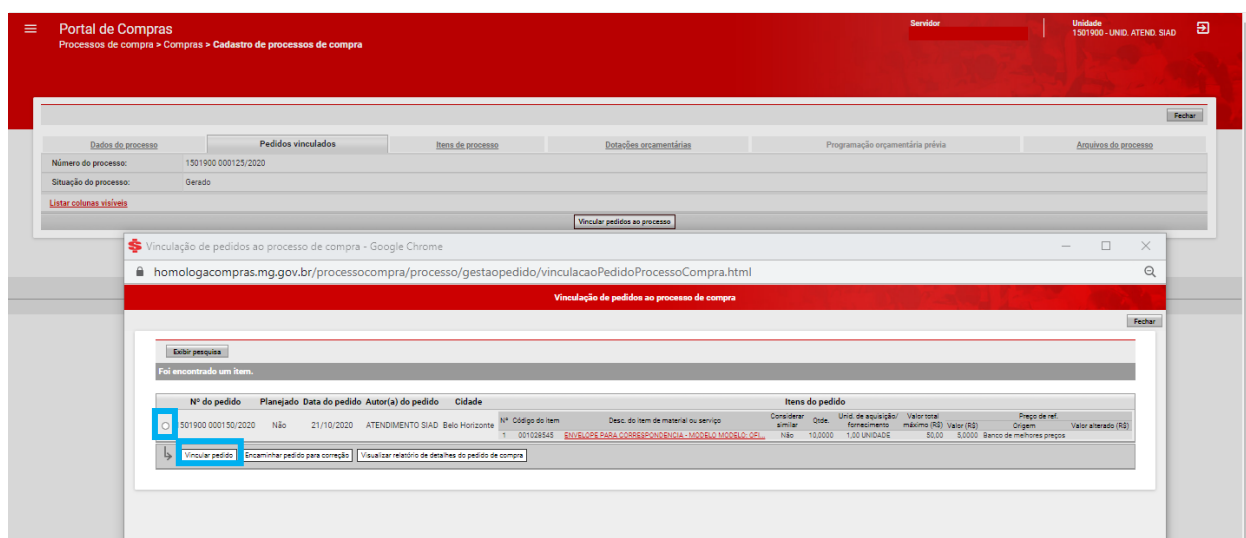 Portal de Compras
Processos de compra > Compras > Cadastro de processos de compra
Servidor
Unidade
1501900 - UNID. ATEND. SIAD
Fechar
Dados do processo Pedidos vinculados Itens de processo Dotações orçamentárias Programação orçamentária prévia Arquivos do processo
Número do processo: 1501900 000125/2020
Situação do processo: Gerado
Listar colunas visíveis
Vincular pedidos ao processo
Vinculação de pedidos ao processo de compra - Google Chrome
homologacompras.mg.gov.br/processocompra/processo/gestaopedido/vinculacaoPedidoProcessoCompra.html
Vinculação de pedidos ao processo de compra
Fechar
Exibir pesquisa
Foi encontrado um item.
Nº do pedido Planejado Data do pedido Autor(a) do pedido Cidade Itens do pedido
Nº Código do item Desc. do item de material ou serviço Considerar similar Qtde. Unid. de aquisição/ fornecimento Valor total máximo (R$) Preço de ref. Valor (R$) Origem Valor alterado (R$)
1501900 000150/2020 Não 21/10/2020 ATENDIMENTO SIAD Belo Horizonte 1 001028545 ENVELOPE PARA CORRESPONDENCIA - MODELO MODELO: OFI... Não 10,0000 1,00 UNIDADE 50,00 5,0000 Banco de melhores preços
Vincular pedido Encaminhar pedido para correção Visualizar relatório de detalhes do pedido de compra